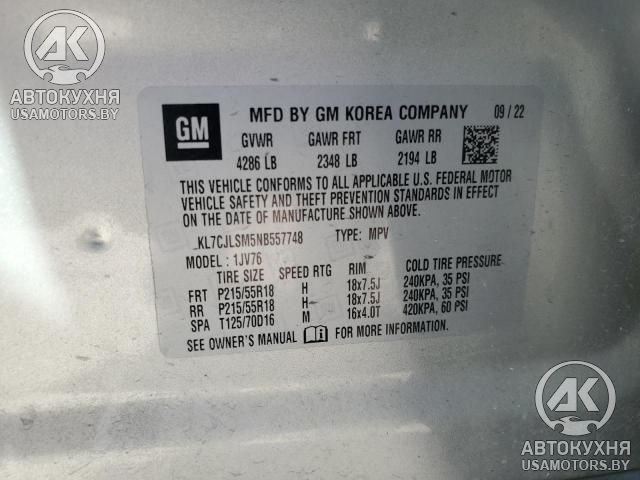 AK
АВТОКУХНЯ
USAMOTORS.BY
GM
MFD BY GM KOREA COMPANY 09 / 22
GVWR GAWR FRT GAWR RR
4286 LB 2348 LB 2194 LB
THIS VEHICLE CONFORMS TO ALL APPLICABLE U.S. FEDERAL MOTOR
VEHICLE SAFETY AND THEFT PREVENTION STANDARDS IN EFFECT
ON THE DATE OF MANUFACTURE SHOWN ABOVE.
KL7CJLSM5NB557748 TYPE: MPV
MODEL: 1JV76
TIRE SIZE SPEED RTG RIM COLD TIRE PRESSURE
FRT P215/55R18 H 18x7.5J 240KPA, 35 PSI
RR P215/55R18 H 18x7.5J 240KPA, 35 PSI
SPA T125/70D16 M 16x4.0T 420KPA, 60 PSI
SEE OWNER'S MANUAL FOR MORE INFORMATION.
AK
АВТОКУХНЯ
USAMOTORS.BY